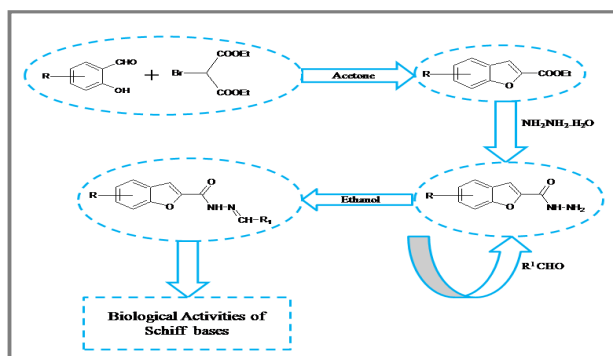 R
CHO
OH
+
Br
COOEt
COOEt
Acetone
R
O
COOEt
NH₂NH₂.H₂O
R
O
O
NH-NH₂
R¹CHO
Ethanol
R
O
O
NH-N
CH-R₁
Biological Activities of
Schiff bases